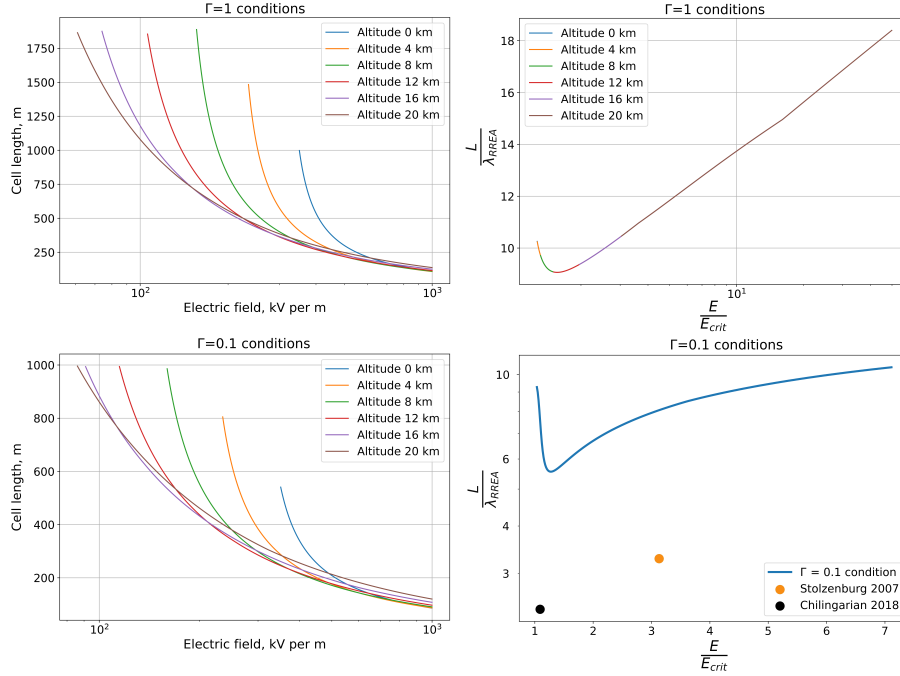 Γ=1 conditions
Cell length, m
1750
1500
1250
1000
750
500
250
10²
10³
Electric field, kV per m
Altitude 0 km
Altitude 4 km
Altitude 8 km
Altitude 12 km
Altitude 16 km
Altitude 20 km
Γ=1 conditions
L
λRREA
18
16
14
12
10
10¹
E
Ecrit
Altitude 0 km
Altitude 4 km
Altitude 8 km
Altitude 12 km
Altitude 16 km
Altitude 20 km
Γ=0.1 conditions
Cell length, m
1000
800
600
400
200
10²
10³
Electric field, kV per m
Altitude 0 km
Altitude 4 km
Altitude 8 km
Altitude 12 km
Altitude 16 km
Altitude 20 km
Γ=0.1 conditions
L
λRREA
10
6
4
3
1
2
3
4
5
6
7
E
Ecrit
Γ = 0.1 condition
Stolzenburg 2007
Chilingarian 2018